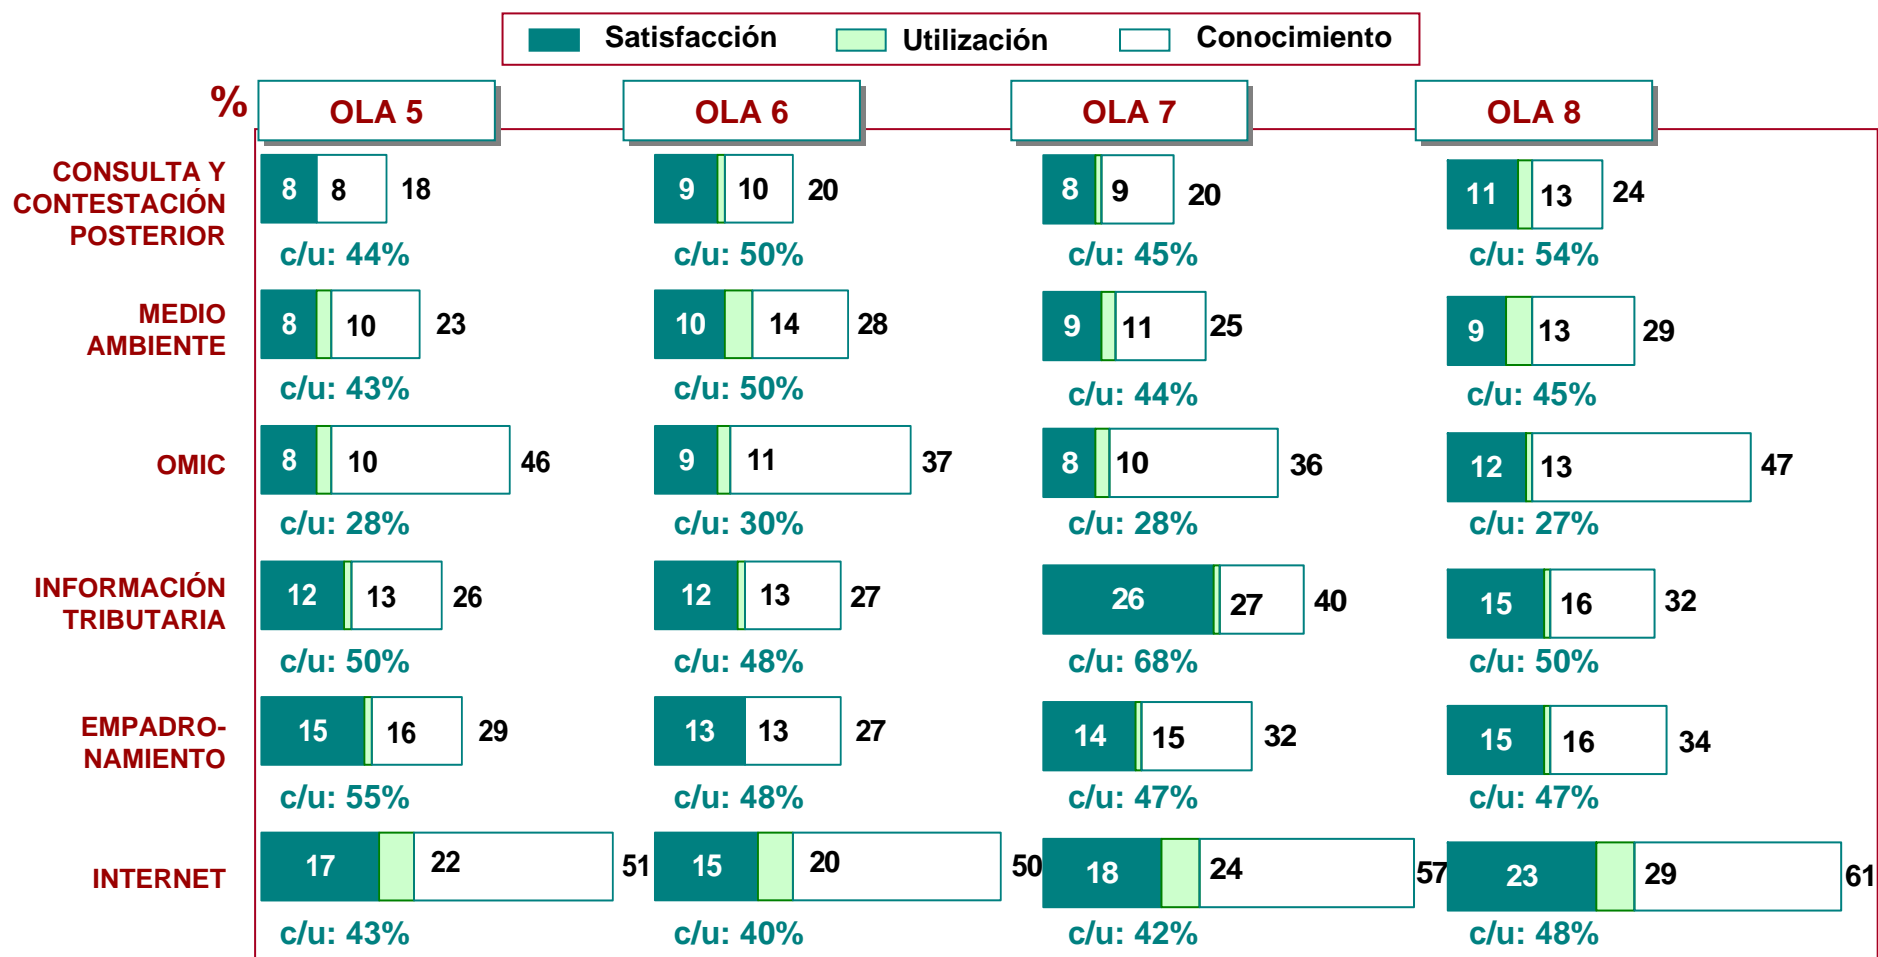 Satisfacción Utilización Conocimiento
% OLA 5 OLA 6 OLA 7 OLA 8
CONSULTA Y
CONTESTACIÓN
POSTERIOR
8 8 18 9 10 20 8 9 20 11 13 24
c/u: 44% c/u: 50% c/u: 45% c/u: 54%
MEDIO
AMBIENTE
8 10 23 10 14 28 9 11 25 9 13 29
c/u: 43% c/u: 50% c/u: 44% c/u: 45%
OMIC 8 10 46 9 11 37 8 10 36 12 13 47
c/u: 28% c/u: 30% c/u: 28% c/u: 27%
INFORMACIÓN
TRIBUTARIA
12 13 26 12 13 27 26 27 40 15 16 32
c/u: 50% c/u: 48% c/u: 68% c/u: 50%
EMPADRO-
NAMIENTO
15 16 29 13 13 27 14 15 32 15 16 34
c/u: 55% c/u: 48% c/u: 47% c/u: 47%
INTERNET 17 22 51 15 20 50 18 24 57 23 29 61
c/u: 43% c/u: 40% c/u: 42% c/u: 48%